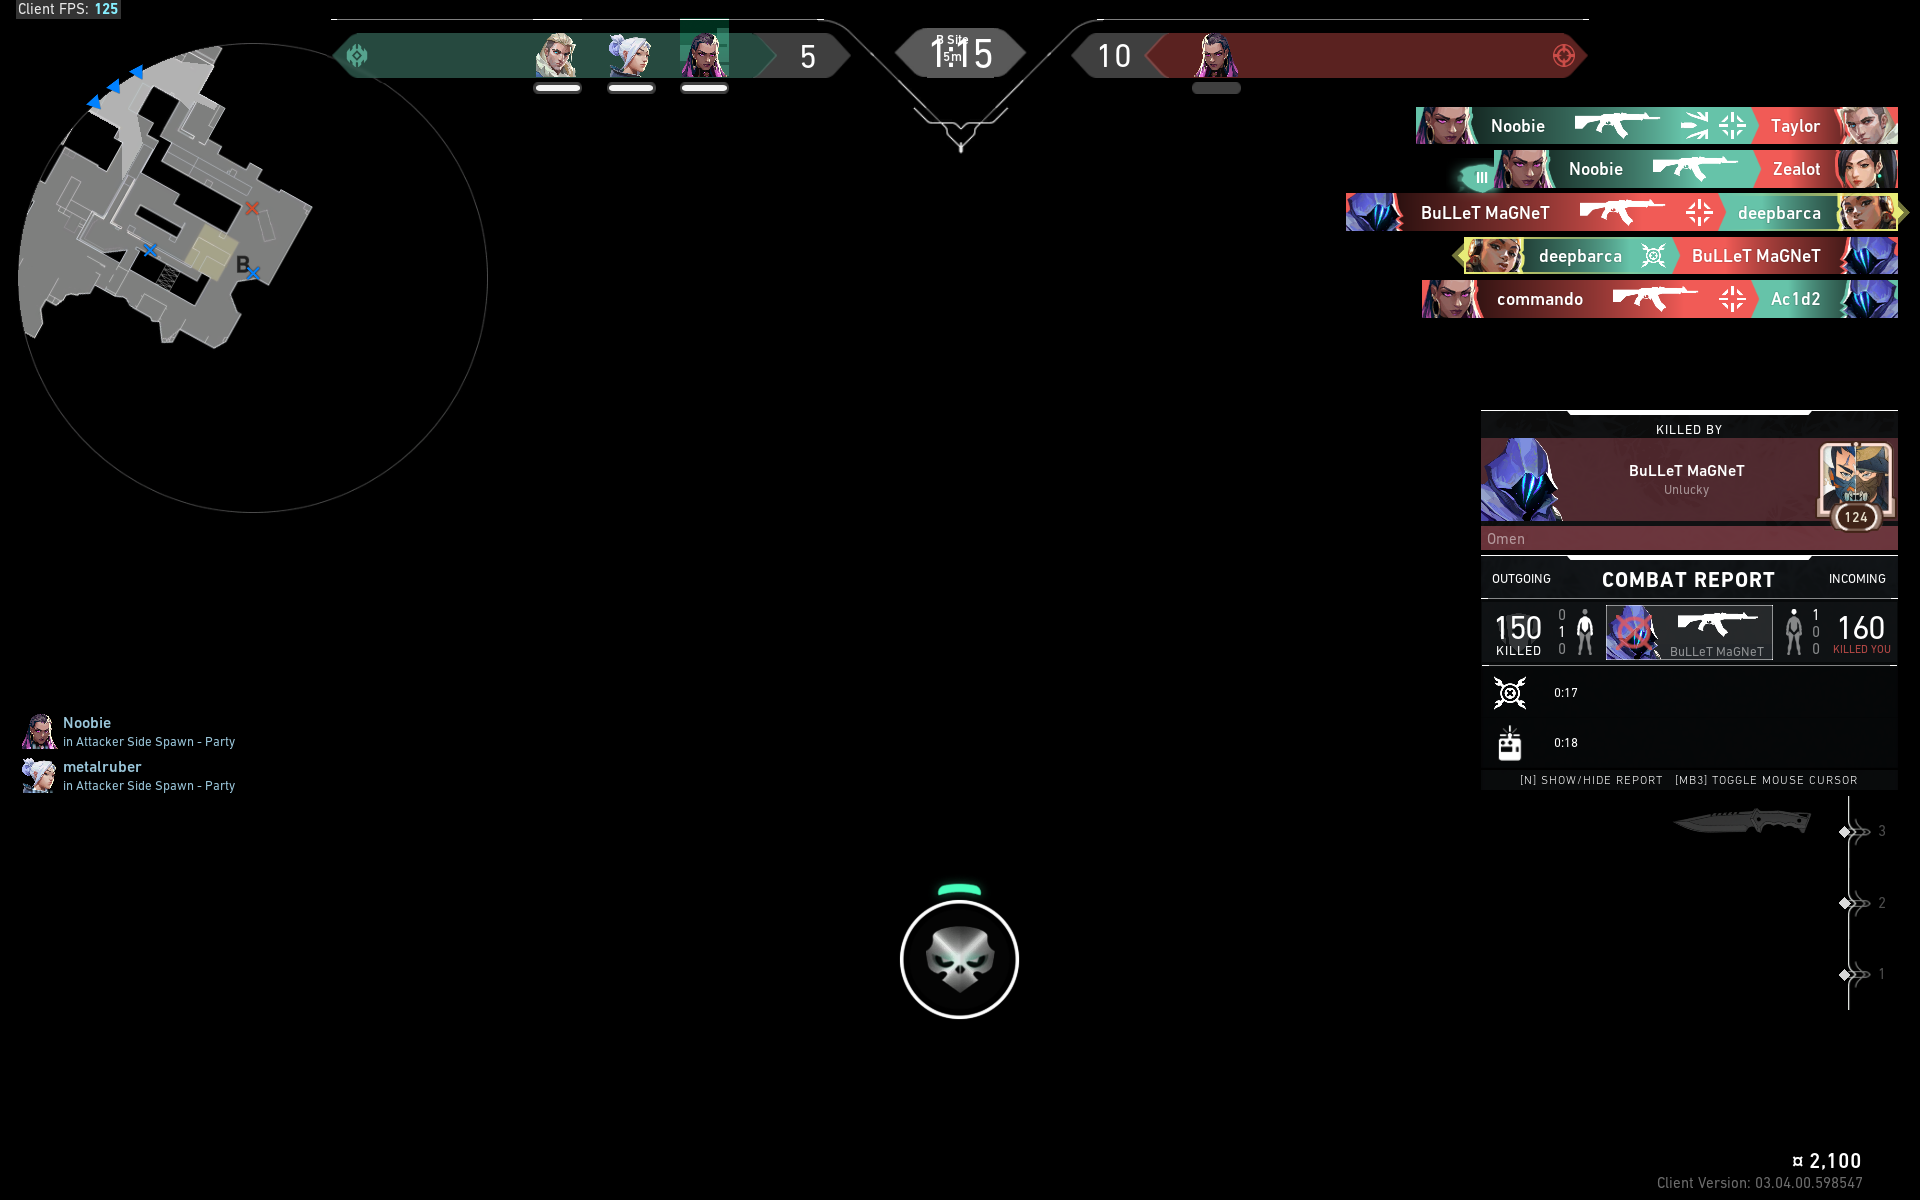 Client FPS: 125
5
B Site
1:15
5m
10
Noobie Taylor
Noobie Zealot
III
BuLLeT MaGNeT deepbarca
deepbarca BuLLeT MaGNeT
commando Ac1d2
B
KILLED BY
BuLLeT MaGNeT
Unlucky
124
Omen
OUTGOING COMBAT REPORT INCOMING
150 0 1 0 1 0 0 160
KILLED BuLLeT MaGNeT KILLED YOU
0:17
0:18
[N] SHOW/HIDE REPORT [MB3] TOGGLE MOUSE CURSOR
Noobie
in Attacker Side Spawn - Party
metalruber
in Attacker Side Spawn - Party
3
2
1
¤ 2,100
Client Version: 03.04.00.598547